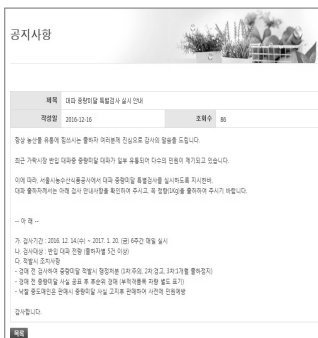 공지사항
제목 대파 중량미달 특별검사 실시 안내
작성일 2016-12-16 조회수 86
항상 농산물 유통에 힘쓰시는 출하자 여러분께 진심으로 감사의 말씀을 드립니다.
최근 가락시장 반입 대파중 중량미달 대파가 일부 유통되어 다수의 민원이 제기되고 있습니다.
이에 따라, 서울시농수산식품공사에서 대파 중량미달 특별검사를 실시하도록 지시한바,
대파 출하자께서는 아래 검사 안내사항을 확인하여 주시고, 꼭 정량(1Kg)을 출하하여 주시기 바랍니다.
-- 아 래 --
가. 검사기간 : 2016. 12. 14.(수) ~ 2017. 1. 20. (금) 6주간 매일 실시
나. 검사대상 : 반입 대파 전량 (출하자별 5건 이상)
다. 적발시 조치사항
- 경매 전 검사하여 중량미달 적발시 행정처분 (1차:주의, 2차:경고, 3차:1개월 출하정지)
- 경매 전 중량미달 사실 공표 후 후순위 경매 (부적격품목 차량 별도 표기)
- 낙찰 중도매인은 판매시 중량미달 사실 고지후 판매하여 사전에 민원예방
감사합니다.
목록